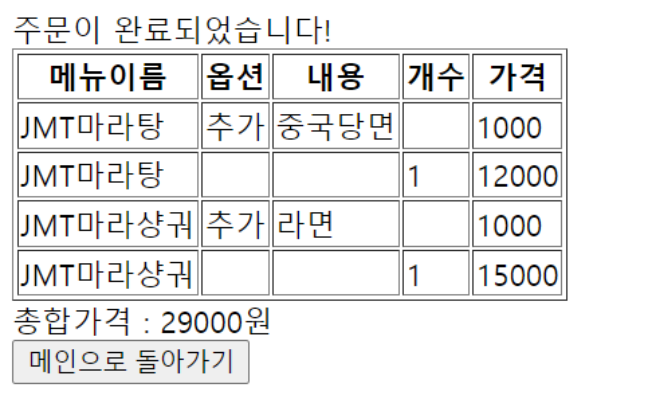 주문이 완료되었습니다!
메뉴이름 옵션 내용 개수 가격
JMT마라탕 추가 중국당면 1000
JMT마라탕 1 12000
JMT마라샹궈 추가 라면 1000
JMT마라샹궈 1 15000
총합가격 : 29000원
메인으로 돌아가기